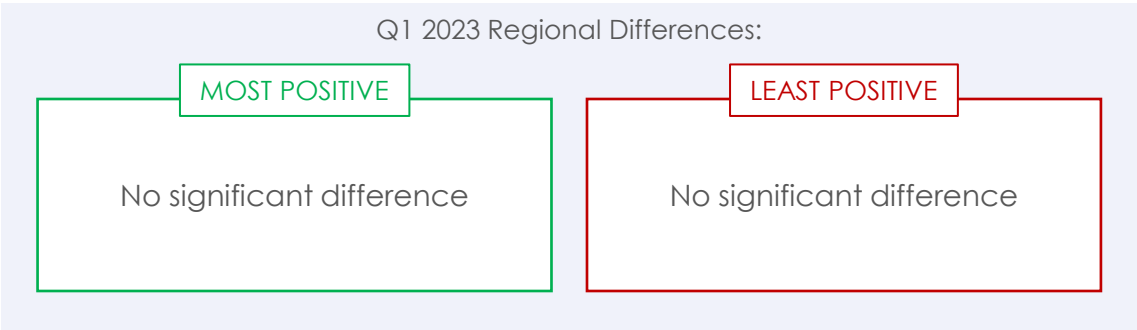 Q1 2023 Regional Differences:
MOST POSITIVE
No significant difference
LEAST POSITIVE
No significant difference